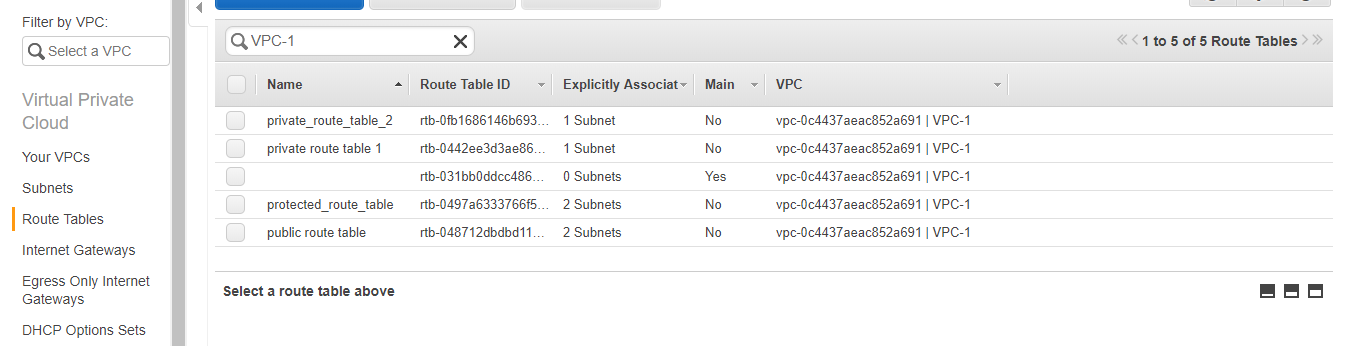 Filter by VPC:
Select a VPC
Virtual Private
Cloud
Your VPCs
Subnets
Route Tables
Internet Gateways
Egress Only Internet
Gateways
DHCP Options Sets
VPC-1
1 to 5 of 5 Route Tables
Name Route Table ID Explicitly Associat Main VPC
private_route_table_2 rtb-0fb1686146b693... 1 Subnet No vpc-0c4437aeac852a691 | VPC-1
private route table 1 rtb-0442ee3d3ae86... 1 Subnet No vpc-0c4437aeac852a691 | VPC-1
rtb-031bb0ddcc486... 0 Subnets Yes vpc-0c4437aeac852a691 | VPC-1
protected_route_table rtb-0497a6333766f5... 2 Subnets No vpc-0c4437aeac852a691 | VPC-1
public route table rtb-048712dbdbd11... 2 Subnets No vpc-0c4437aeac852a691 | VPC-1
Select a route table above